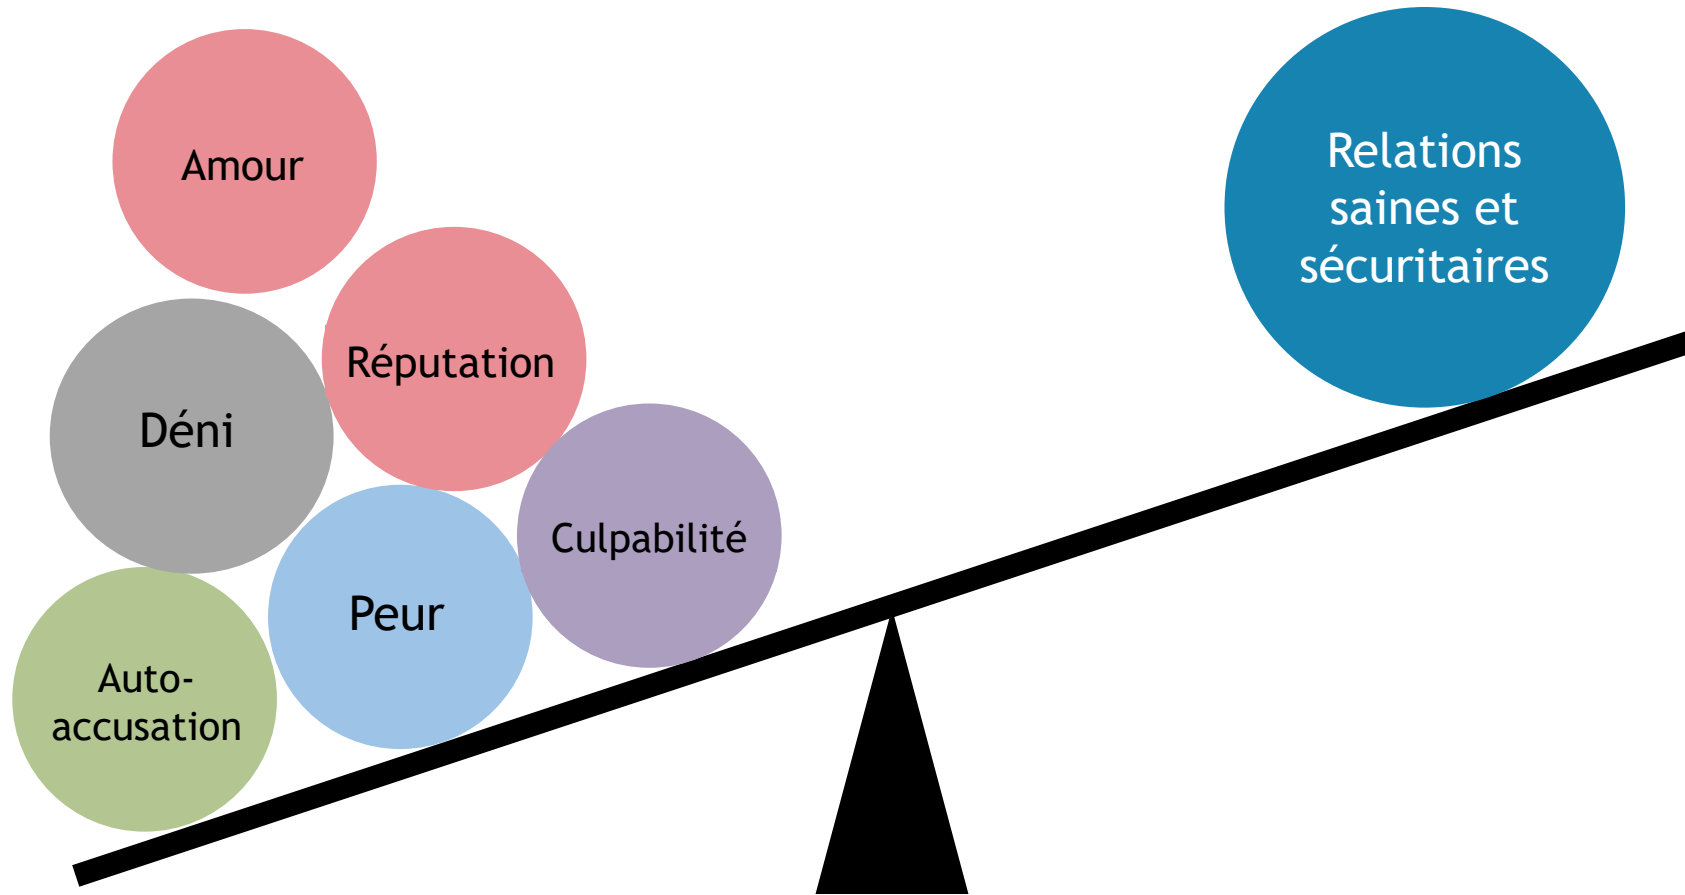 Amour
Réputation
Déni
Culpabilité
Peur
Auto-
accusation
Relations
saines et
sécuritaires